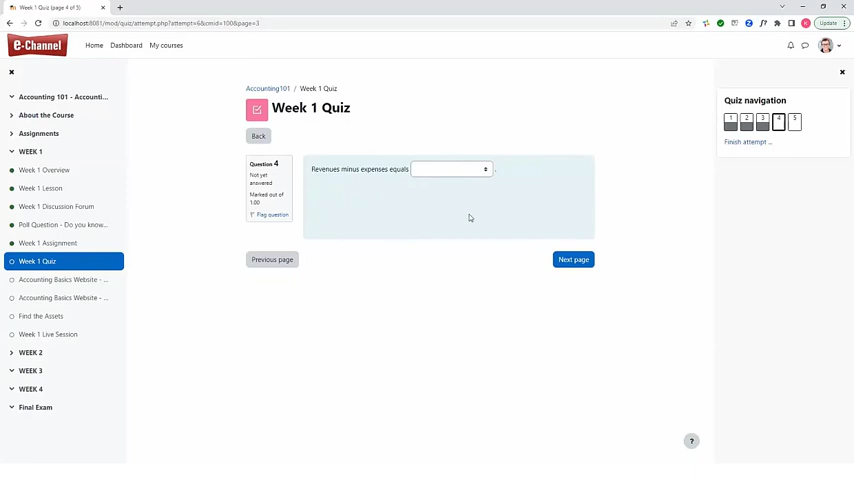 Week 1 Quiz (page 4 of 5)
localhost:8081/mod/quiz/attempt.php?attempt=6&cmid=100&page=3
K
Update
e-Channel
Home
Dashboard
My courses
Accounting 101 - Accounti...
About the Course
Assignments
WEEK 1
Week 1 Overview
Week 1 Lesson
Week 1 Discussion Forum
Poll Question - Do you know...
Week 1 Assignment
Week 1 Quiz
Accounting Basics Website - ...
Accounting Basics Website - ...
Find the Assets
Week 1 Live Session
WEEK 2
WEEK 3
WEEK 4
Final Exam
Accounting101 / Week 1 Quiz
Week 1 Quiz
Back
Question 4
Not yet
answered
Marked out of
1.00
Flag question
Revenues minus expenses equals .
Previous page
Next page
Quiz navigation
1 2 3 4 5
Finish attempt ...
?